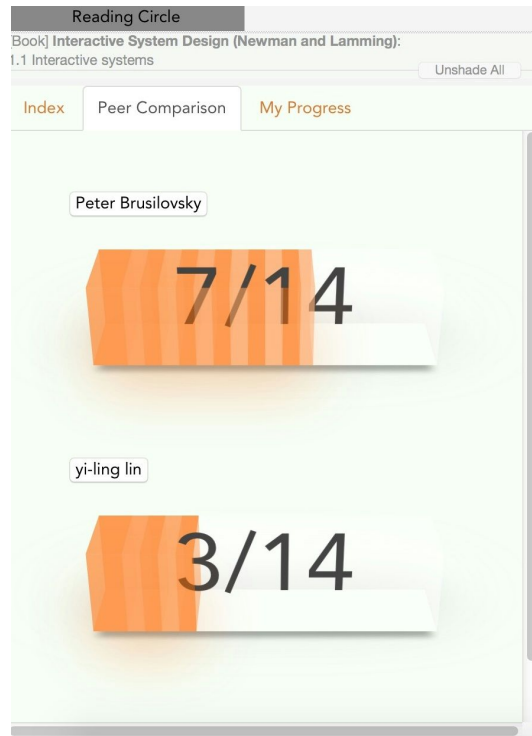 Reading Circle
[Book] Interactive System Design (Newman and Lamming):
1.1 Interactive systems
Unshade All
Index Peer Comparison My Progress
Peter Brusilovsky
7/14
yi-ling lin
3/14